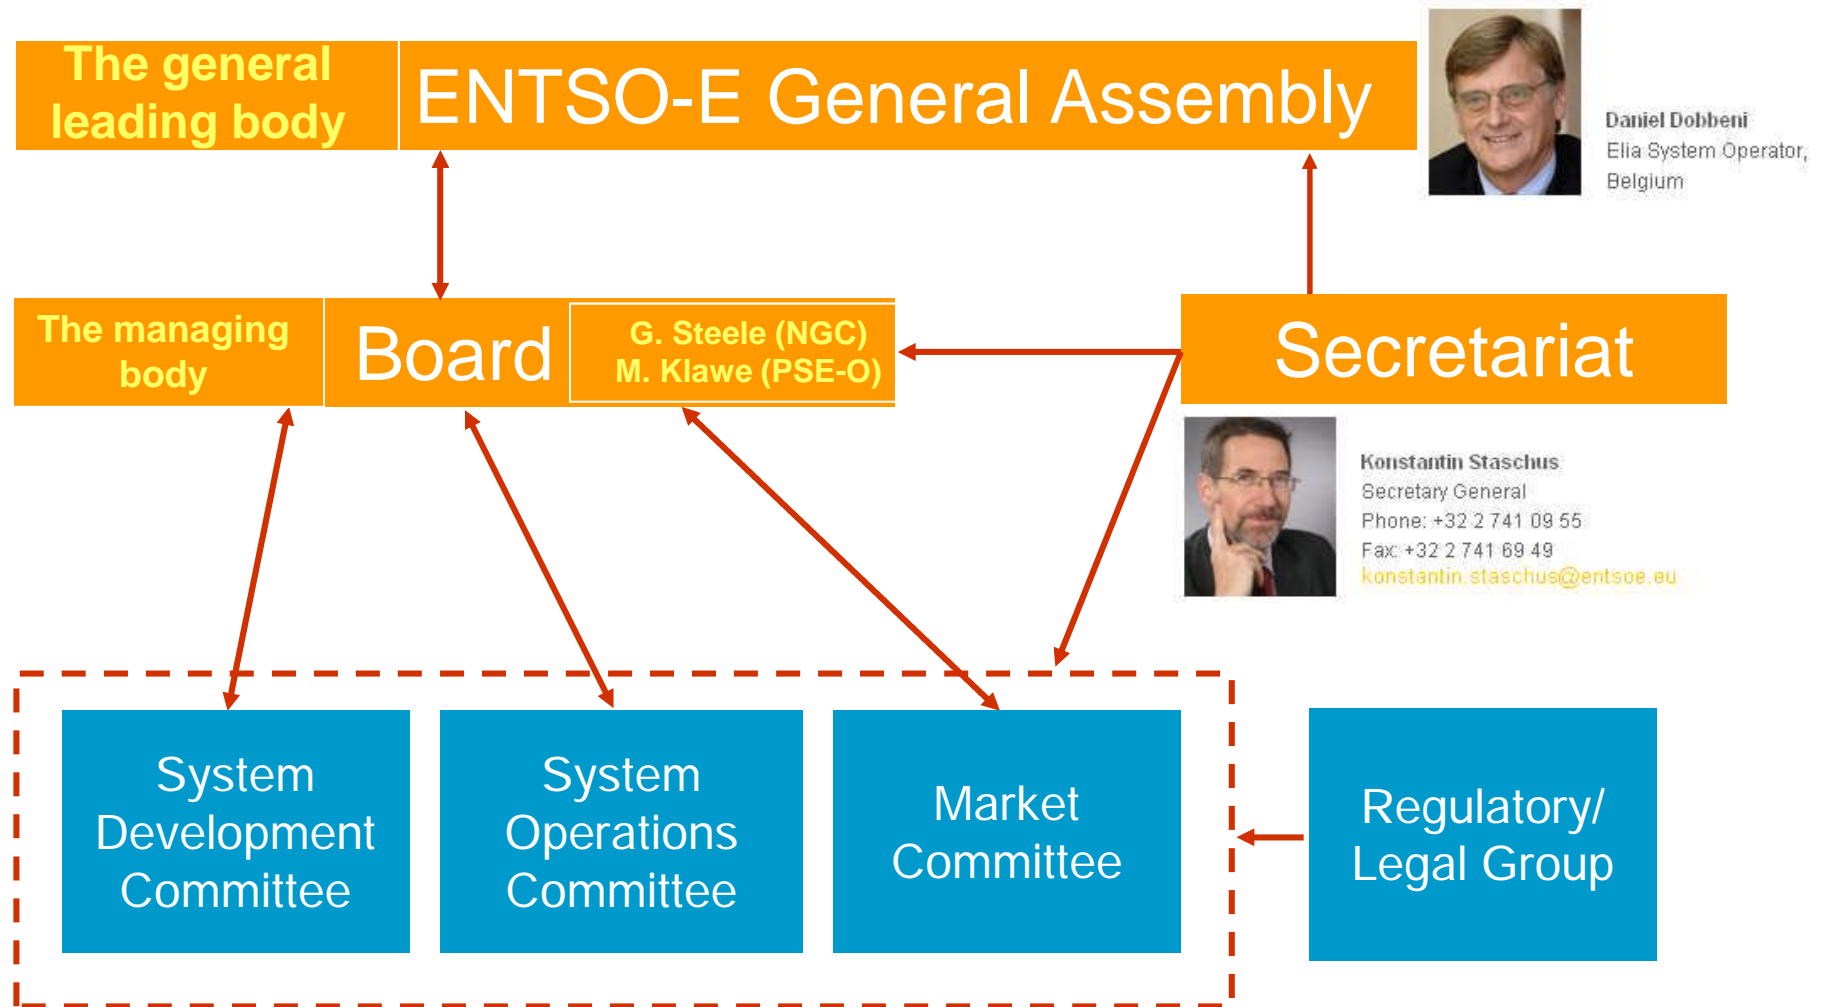 The general
leading body
ENTSO-E General Assembly
Daniel Dobbeni
Elia System Operator,
Belgium
The managing
body
Board
G. Steele (NGC)
M. Klawe (PSE-O)
Secretariat
Konstantin Staschus
Secretary General
Phone: +32 2 741 09 55
Fax: +32 2 741 69 49
konstantin.staschus@entsoe.eu
System
Development
Committee
System
Operations
Committee
Market
Committee
Regulatory/
Legal Group